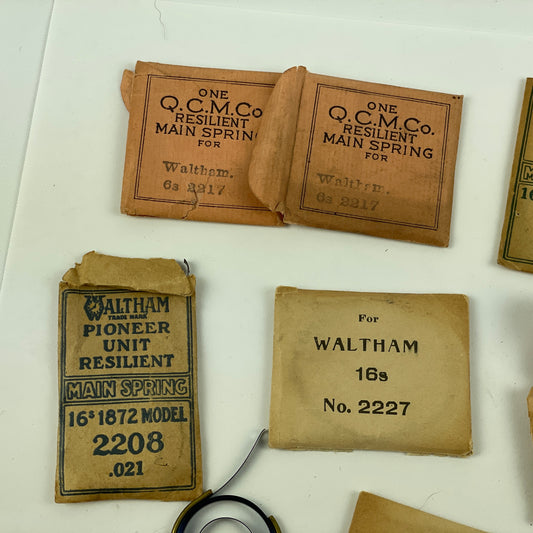 ONE
Q.C.M.Co.
RESILIENT
MAIN SPRING
FOR
Waltham.
6s 2217
ONE
Q.C.M.Co.
RESILIENT
MAIN SPRING
FOR
Waltham.
6s 2217
WALTHAM
TRADE MARK
PIONEER
UNIT
RESILIENT
MAIN SPRING
16S 1872 MODEL
2208
.021
For
WALTHAM
16s
No. 2227